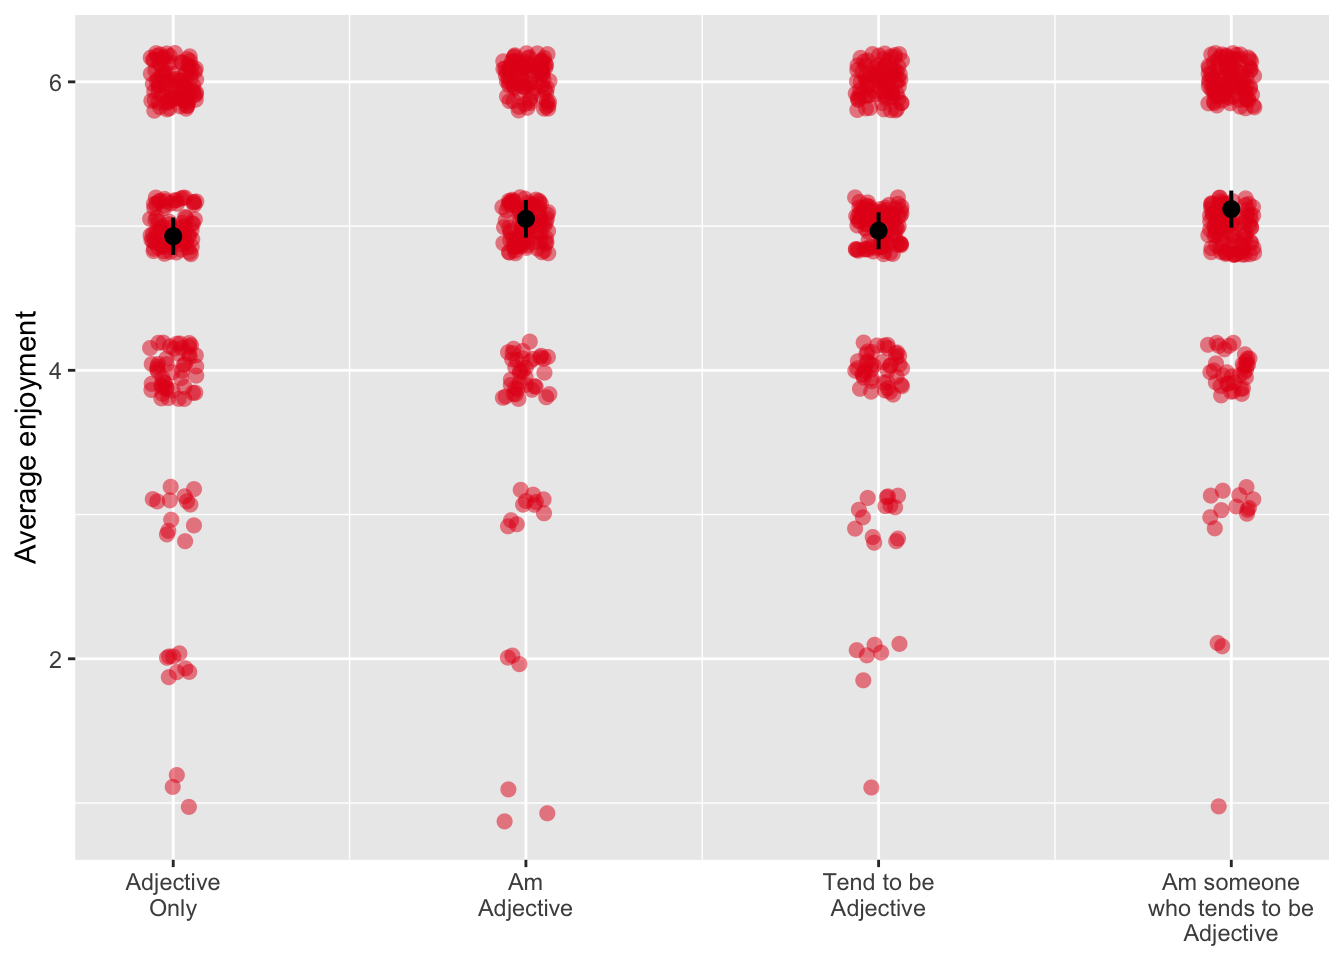 Average enjoyment
6
4
2
Adjective
Only
Am
Adjective
Tend to be
Adjective
Am someone
who tends to be
Adjective